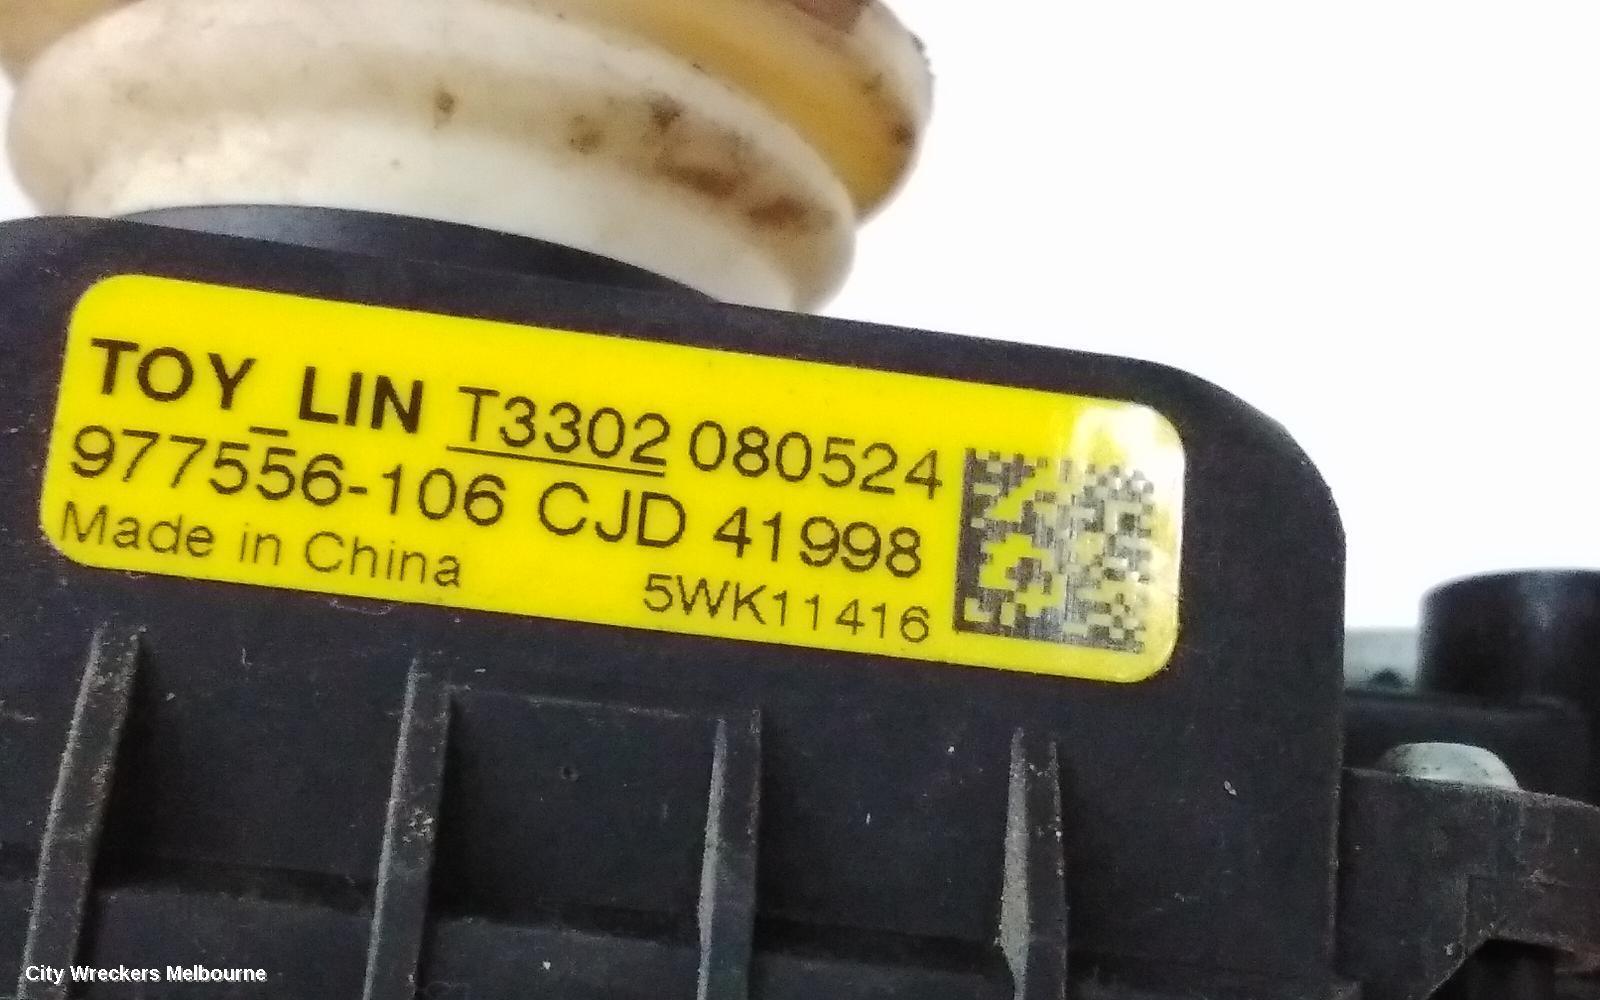 TOY_LIN T3302 080524
977556-106 CJD 41998
Made in China 5WK11416
City Wreckers Melbourne